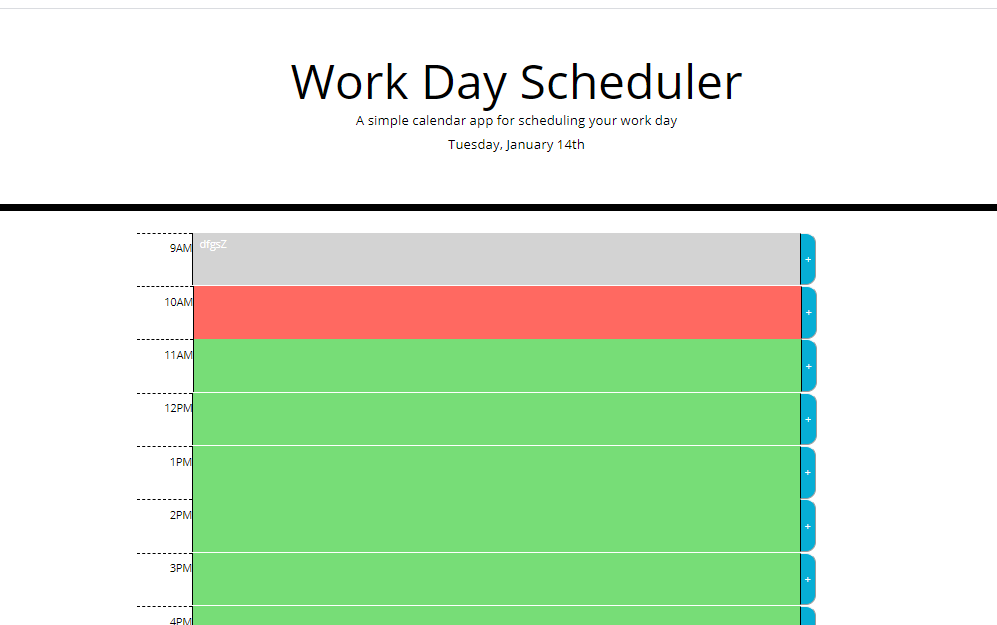 Work Day Scheduler
A simple calendar app for scheduling your work day
Tuesday, January 14th
9AM dfgsZ +
10AM +
11AM +
12PM +
1PM +
2PM +
3PM +
4PM